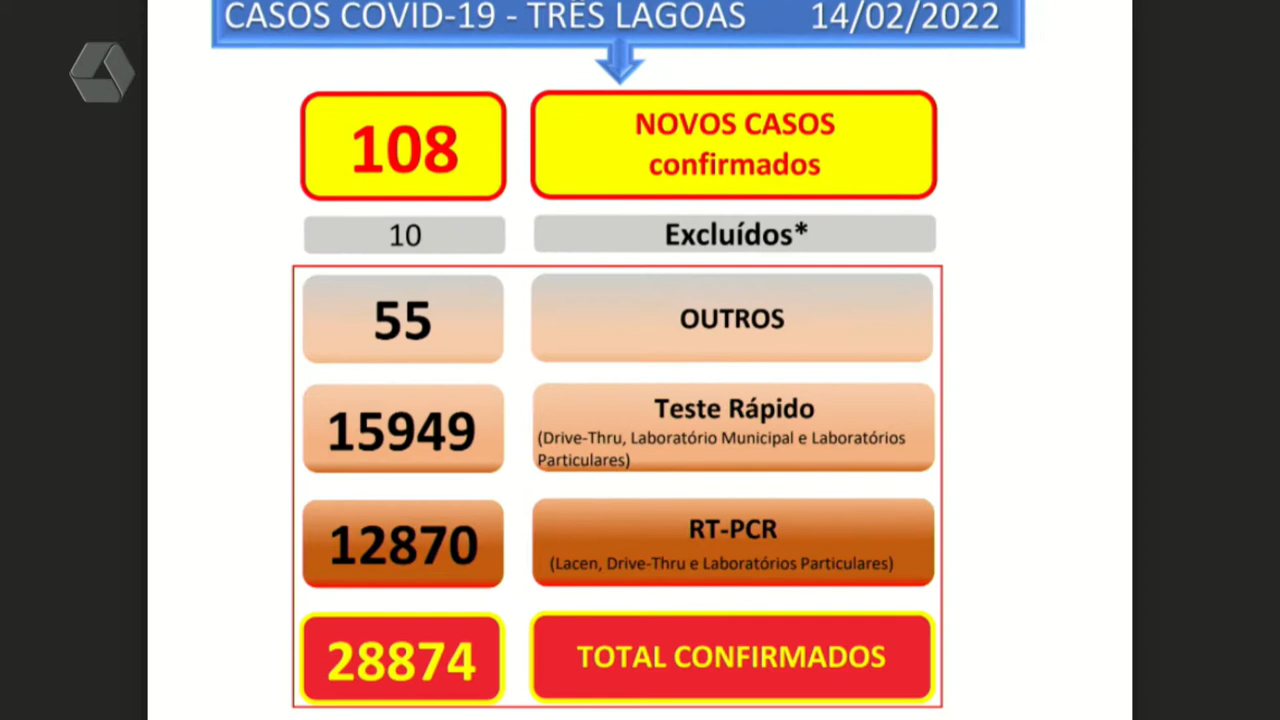 CASOS COVID-19 - TRÊS LAGOAS 14/02/2022
108
NOVOS CASOS
confirmados
10
Excluídos*
55
OUTROS
15949
Teste Rápido
(Drive-Thru, Laboratório Municipal e Laboratórios
Particulares)
12870
RT-PCR
(Lacen, Drive-Thru e Laboratórios Particulares)
28874
TOTAL CONFIRMADOS